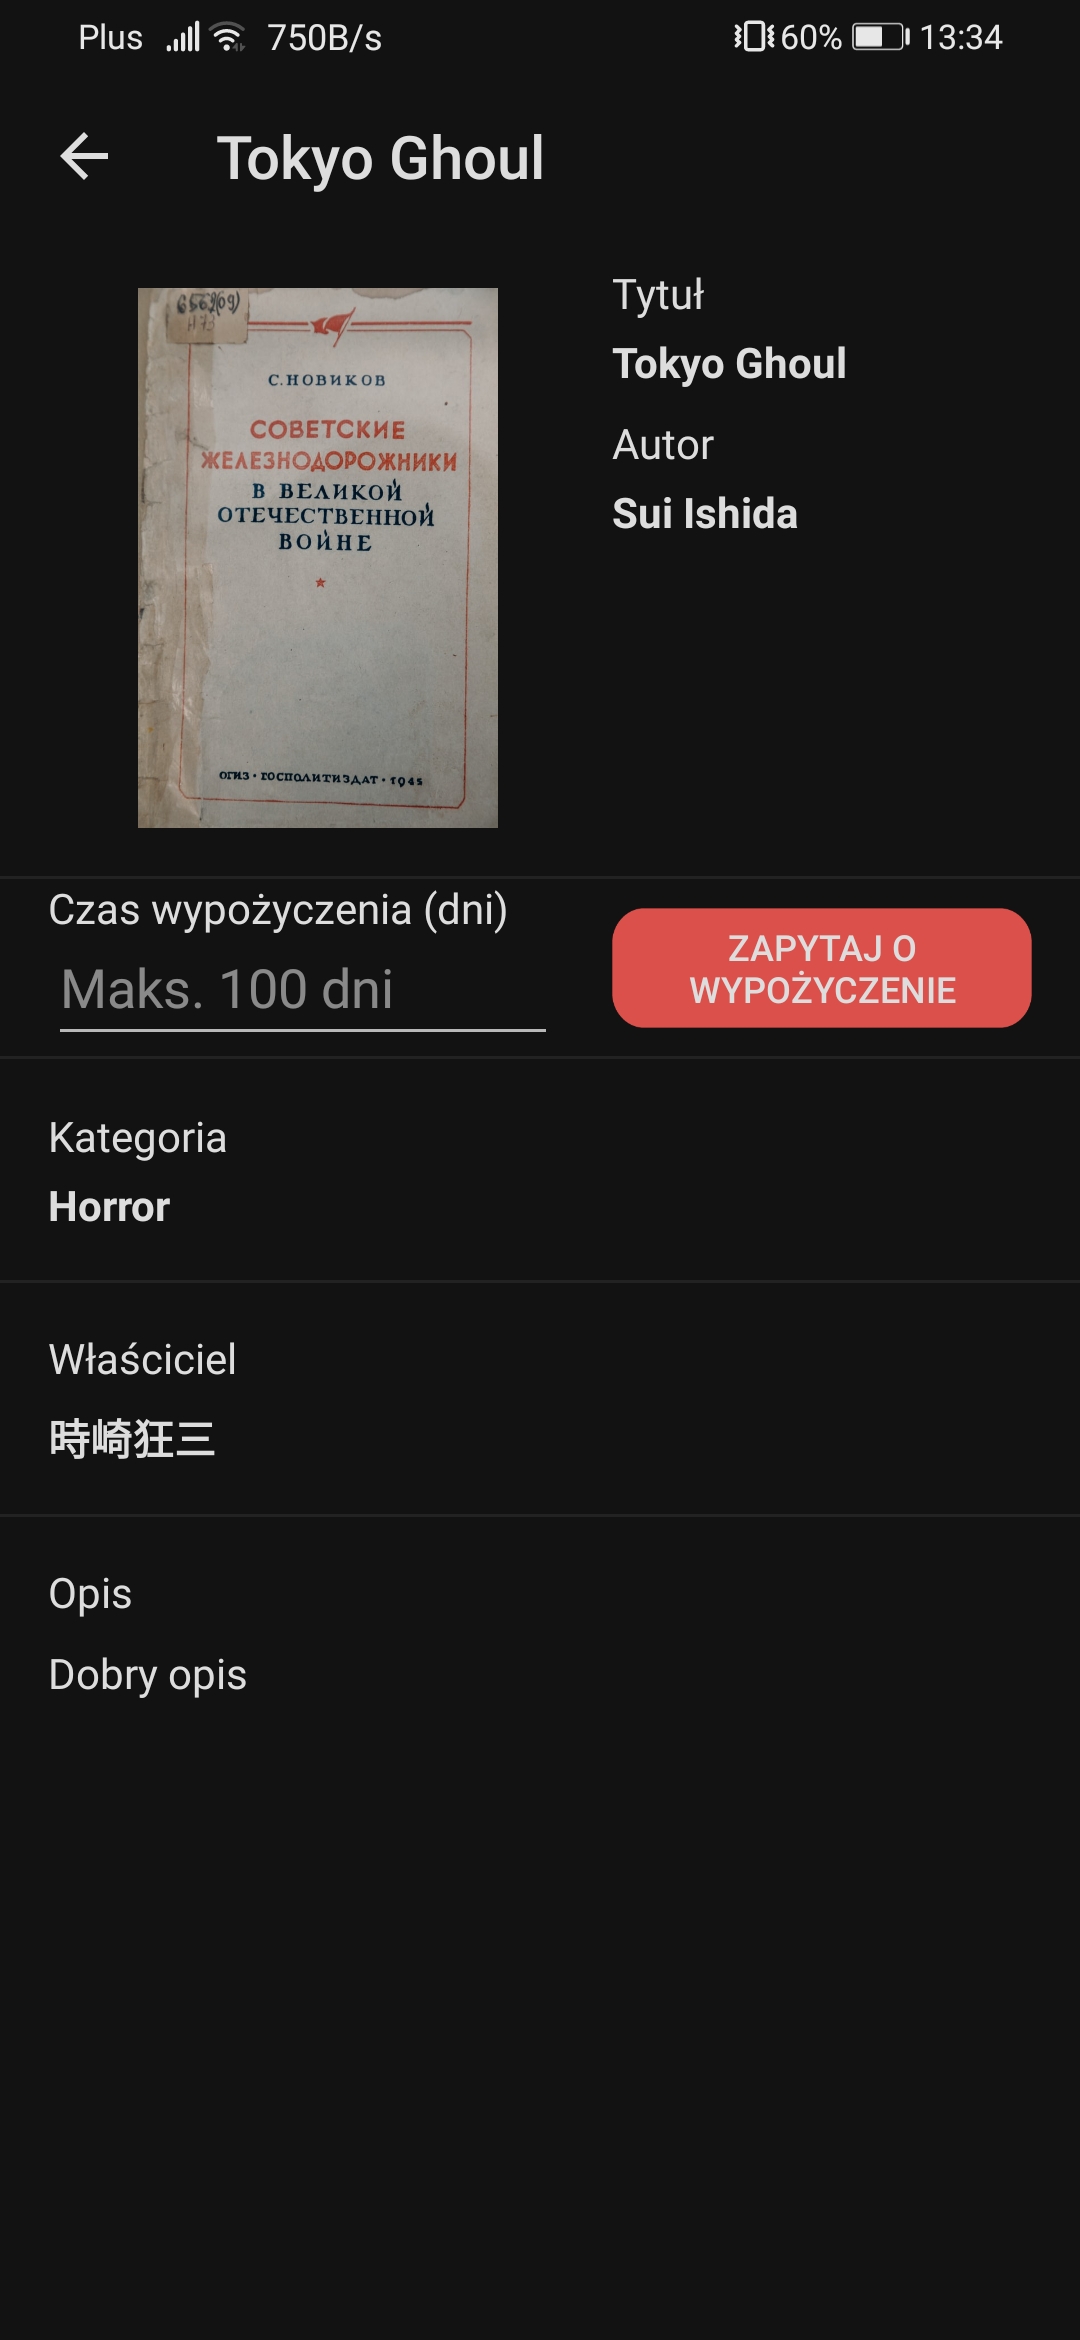 Plus 750B/s 60% 13:34
Tokyo Ghoul
6562(09)
Н73
С.НОВИКОВ
СОВЕТСКИЕ
ЖЕЛЕЗНОДОРОЖНИКИ
В ВЕЛИКОЙ
ОТЕЧЕСТВЕННОЙ
ВОЙНЕ
ОГИЗ • ГОСПОЛИТИЗДАТ • 1945
Tytuł
Tokyo Ghoul
Autor
Sui Ishida
Czas wypożyczenia (dni)
Maks. 100 dni
ZAPYTAJ O
WYPOŻYCZENIE
Kategoria
Horror
Właściciel
時崎狂三
Opis
Dobry opis